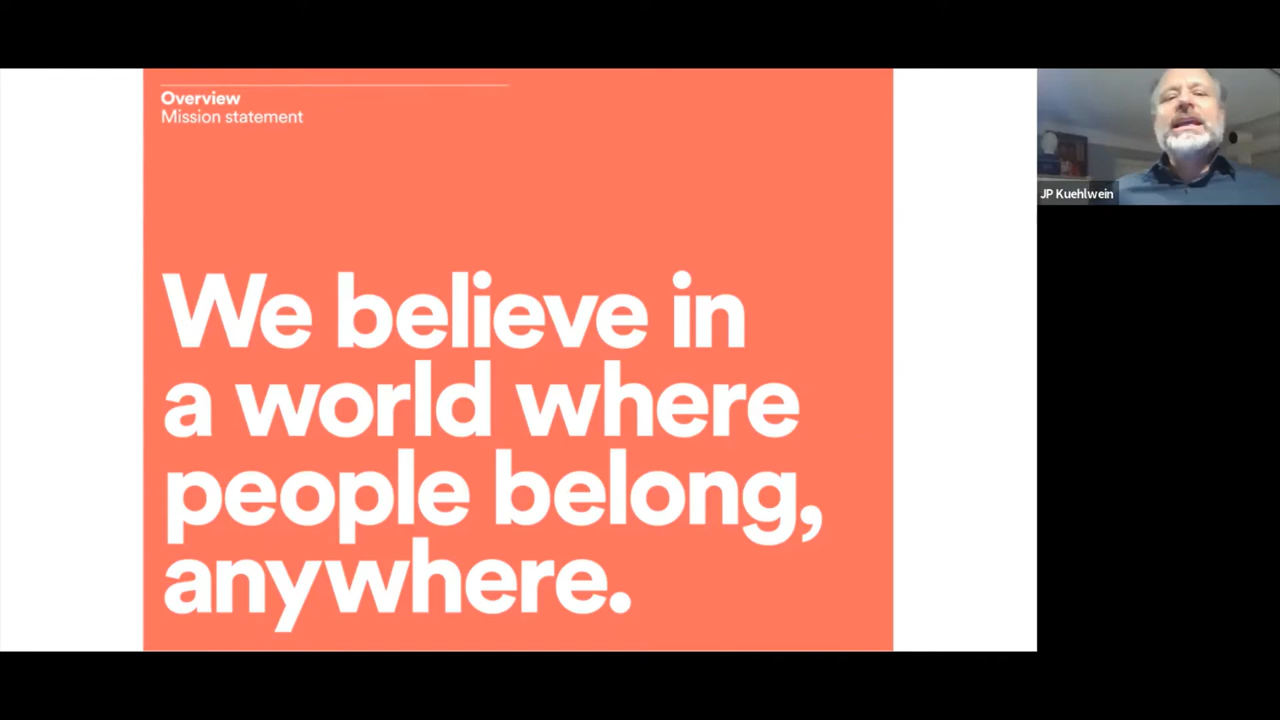 Overview
Mission statement
We believe in
a world where
people belong,
anywhere.
JP Kuehlwein